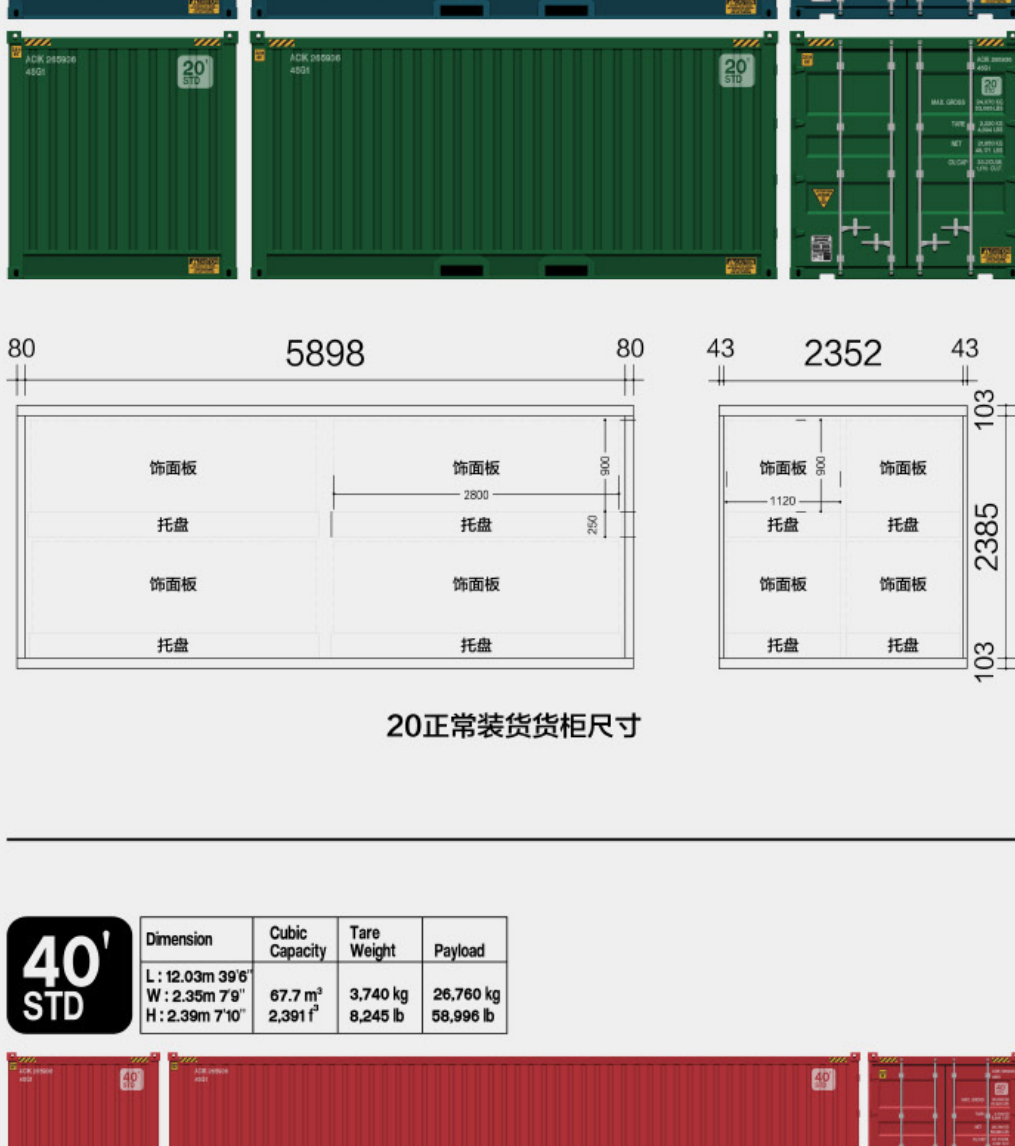 ACIK 265936
45G1
20'
STD
ACIK 265936
45G1
20'
STD
20'
MAX. GROSS
TARE
NET
CU.CAP
80
5898
80
43
2352
43
103
饰面板
饰面板
900
饰面板
900
饰面板
2800
1120
托盘
托盘
250
托盘
托盘
2385
饰面板
饰面板
饰面板
饰面板
托盘
托盘
托盘
托盘
103
20正常装货货柜尺寸
40'
STD
Dimension
Cubic
Capacity
Tare
Weight
Payload
L : 12.03m 39'6"
W : 2.35m 7'9"
H : 2.39m 7'10"
67.7 m³
2,391 f³
3,740 kg
8,245 lb
26,760 kg
58,996 lb
40'
STD
40'
STD